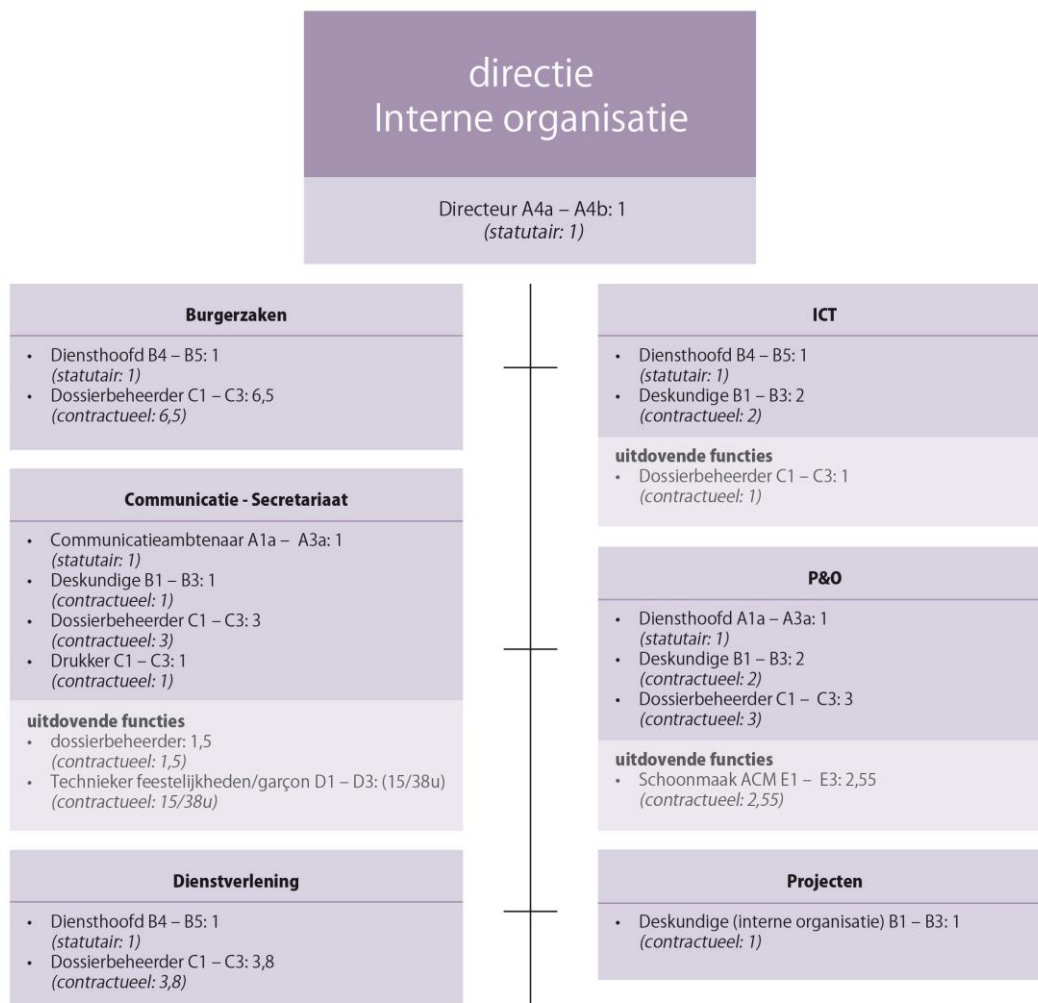 directie
Interne organisatie
Directeur A4a – A4b: 1
(statutair: 1)
Burgerzaken
• Diensthoofd B4 – B5: 1
(statutair: 1)
• Dossierbeheerder C1 – C3: 6,5
(contractueel: 6,5)
Communicatie - Secretariaat
• Communicatieambtenaar A1a – A3a: 1
(statutair: 1)
• Deskundige B1 – B3: 1
(contractueel: 1)
• Dossierbeheerder C1 – C3: 3
(contractueel: 3)
• Drukker C1 – C3: 1
(contractueel: 1)
uitdovende functies
• dossierbeheerder: 1,5
(contractueel: 1,5)
• Technieker feestelijkheden/garçon D1 – D3: (15/38u)
(contractueel: 15/38u)
Dienstverlening
• Diensthoofd B4 – B5: 1
(statutair: 1)
• Dossierbeheerder C1 – C3: 3,8
(contractueel: 3,8)
ICT
• Diensthoofd B4 – B5: 1
(statutair: 1)
• Deskundige B1 – B3: 2
(contractueel: 2)
uitdovende functies
• Dossierbeheerder C1 – C3: 1
(contractueel: 1)
P&O
• Diensthoofd A1a – A3a: 1
(statutair: 1)
• Deskundige B1 – B3: 2
(contractueel: 2)
• Dossierbeheerder C1 – C3: 3
(contractueel: 3)
uitdovende functies
• Schoonmaak ACM E1 – E3: 2,55
(contractueel: 2,55)
Projecten
• Deskundige (interne organisatie) B1 – B3: 1
(contractueel: 1)